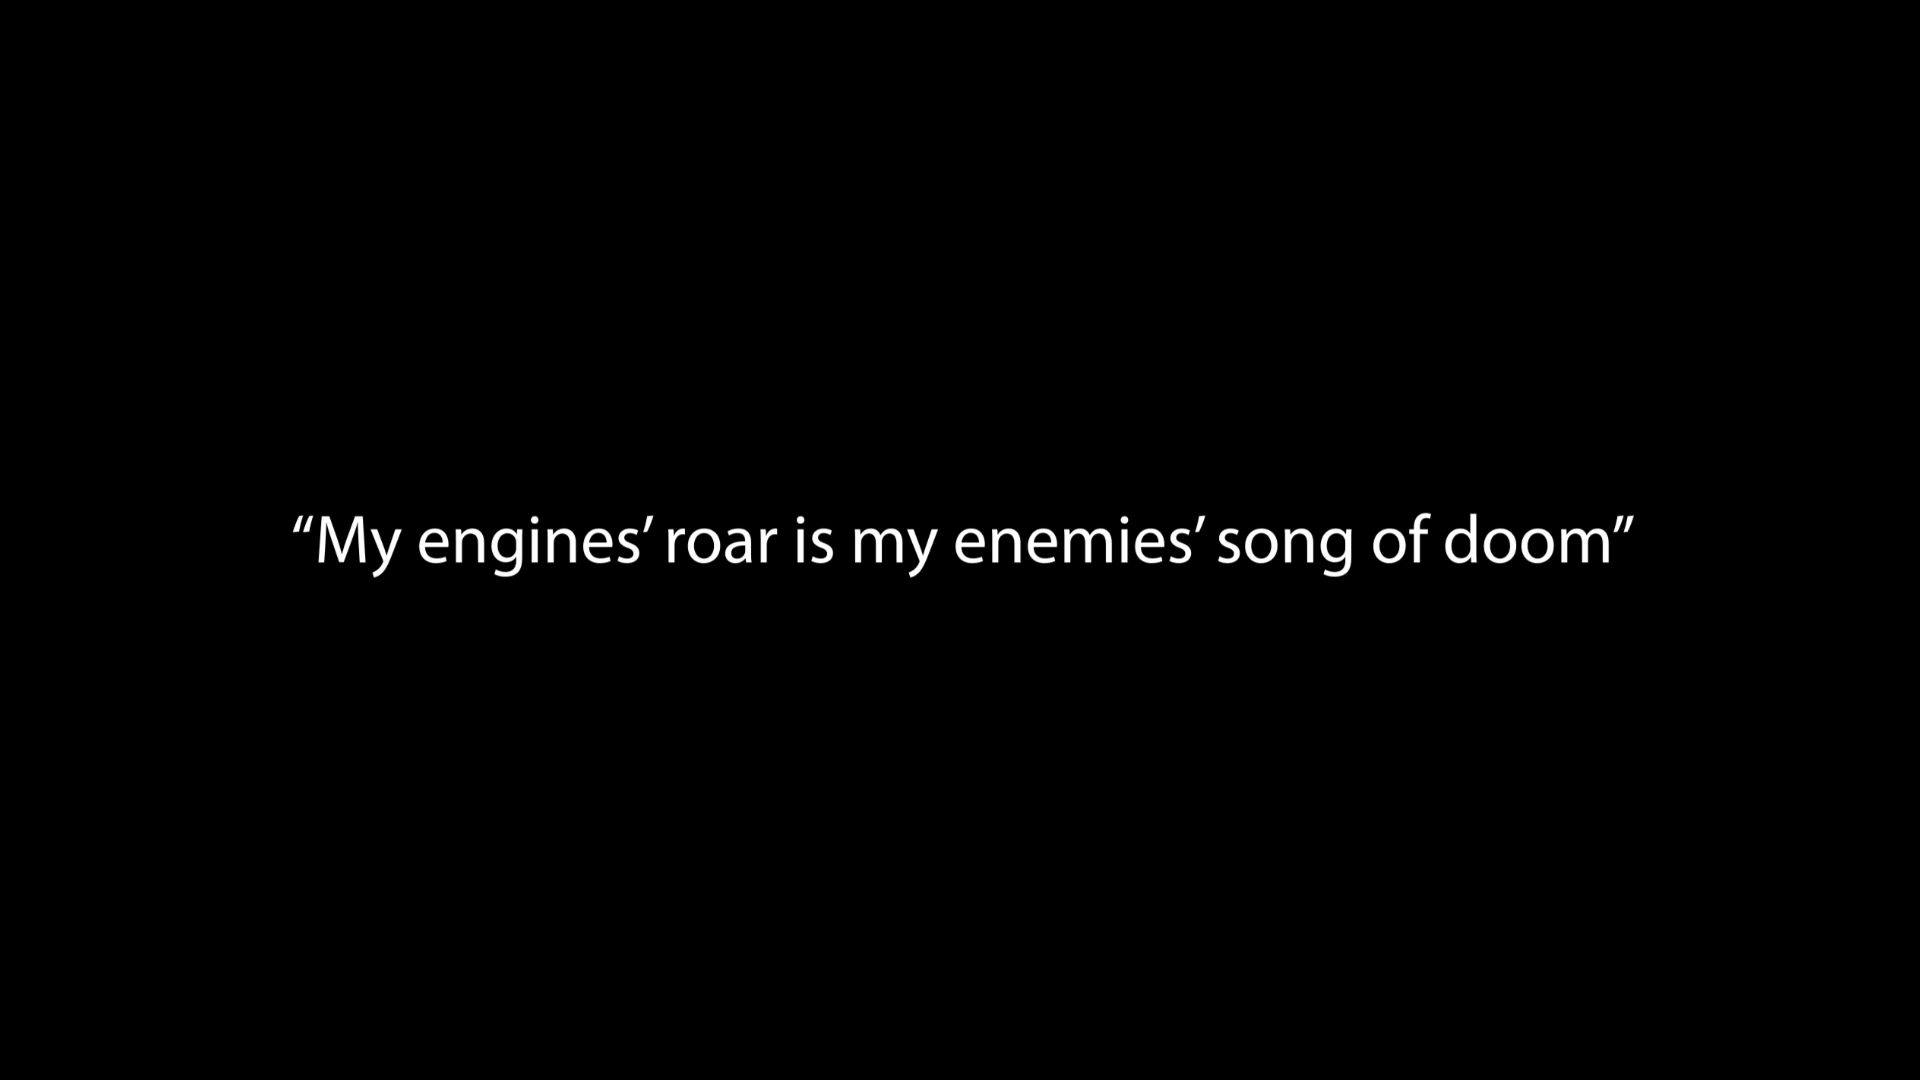 “My engines’ roar is my enemies’ song of doom”